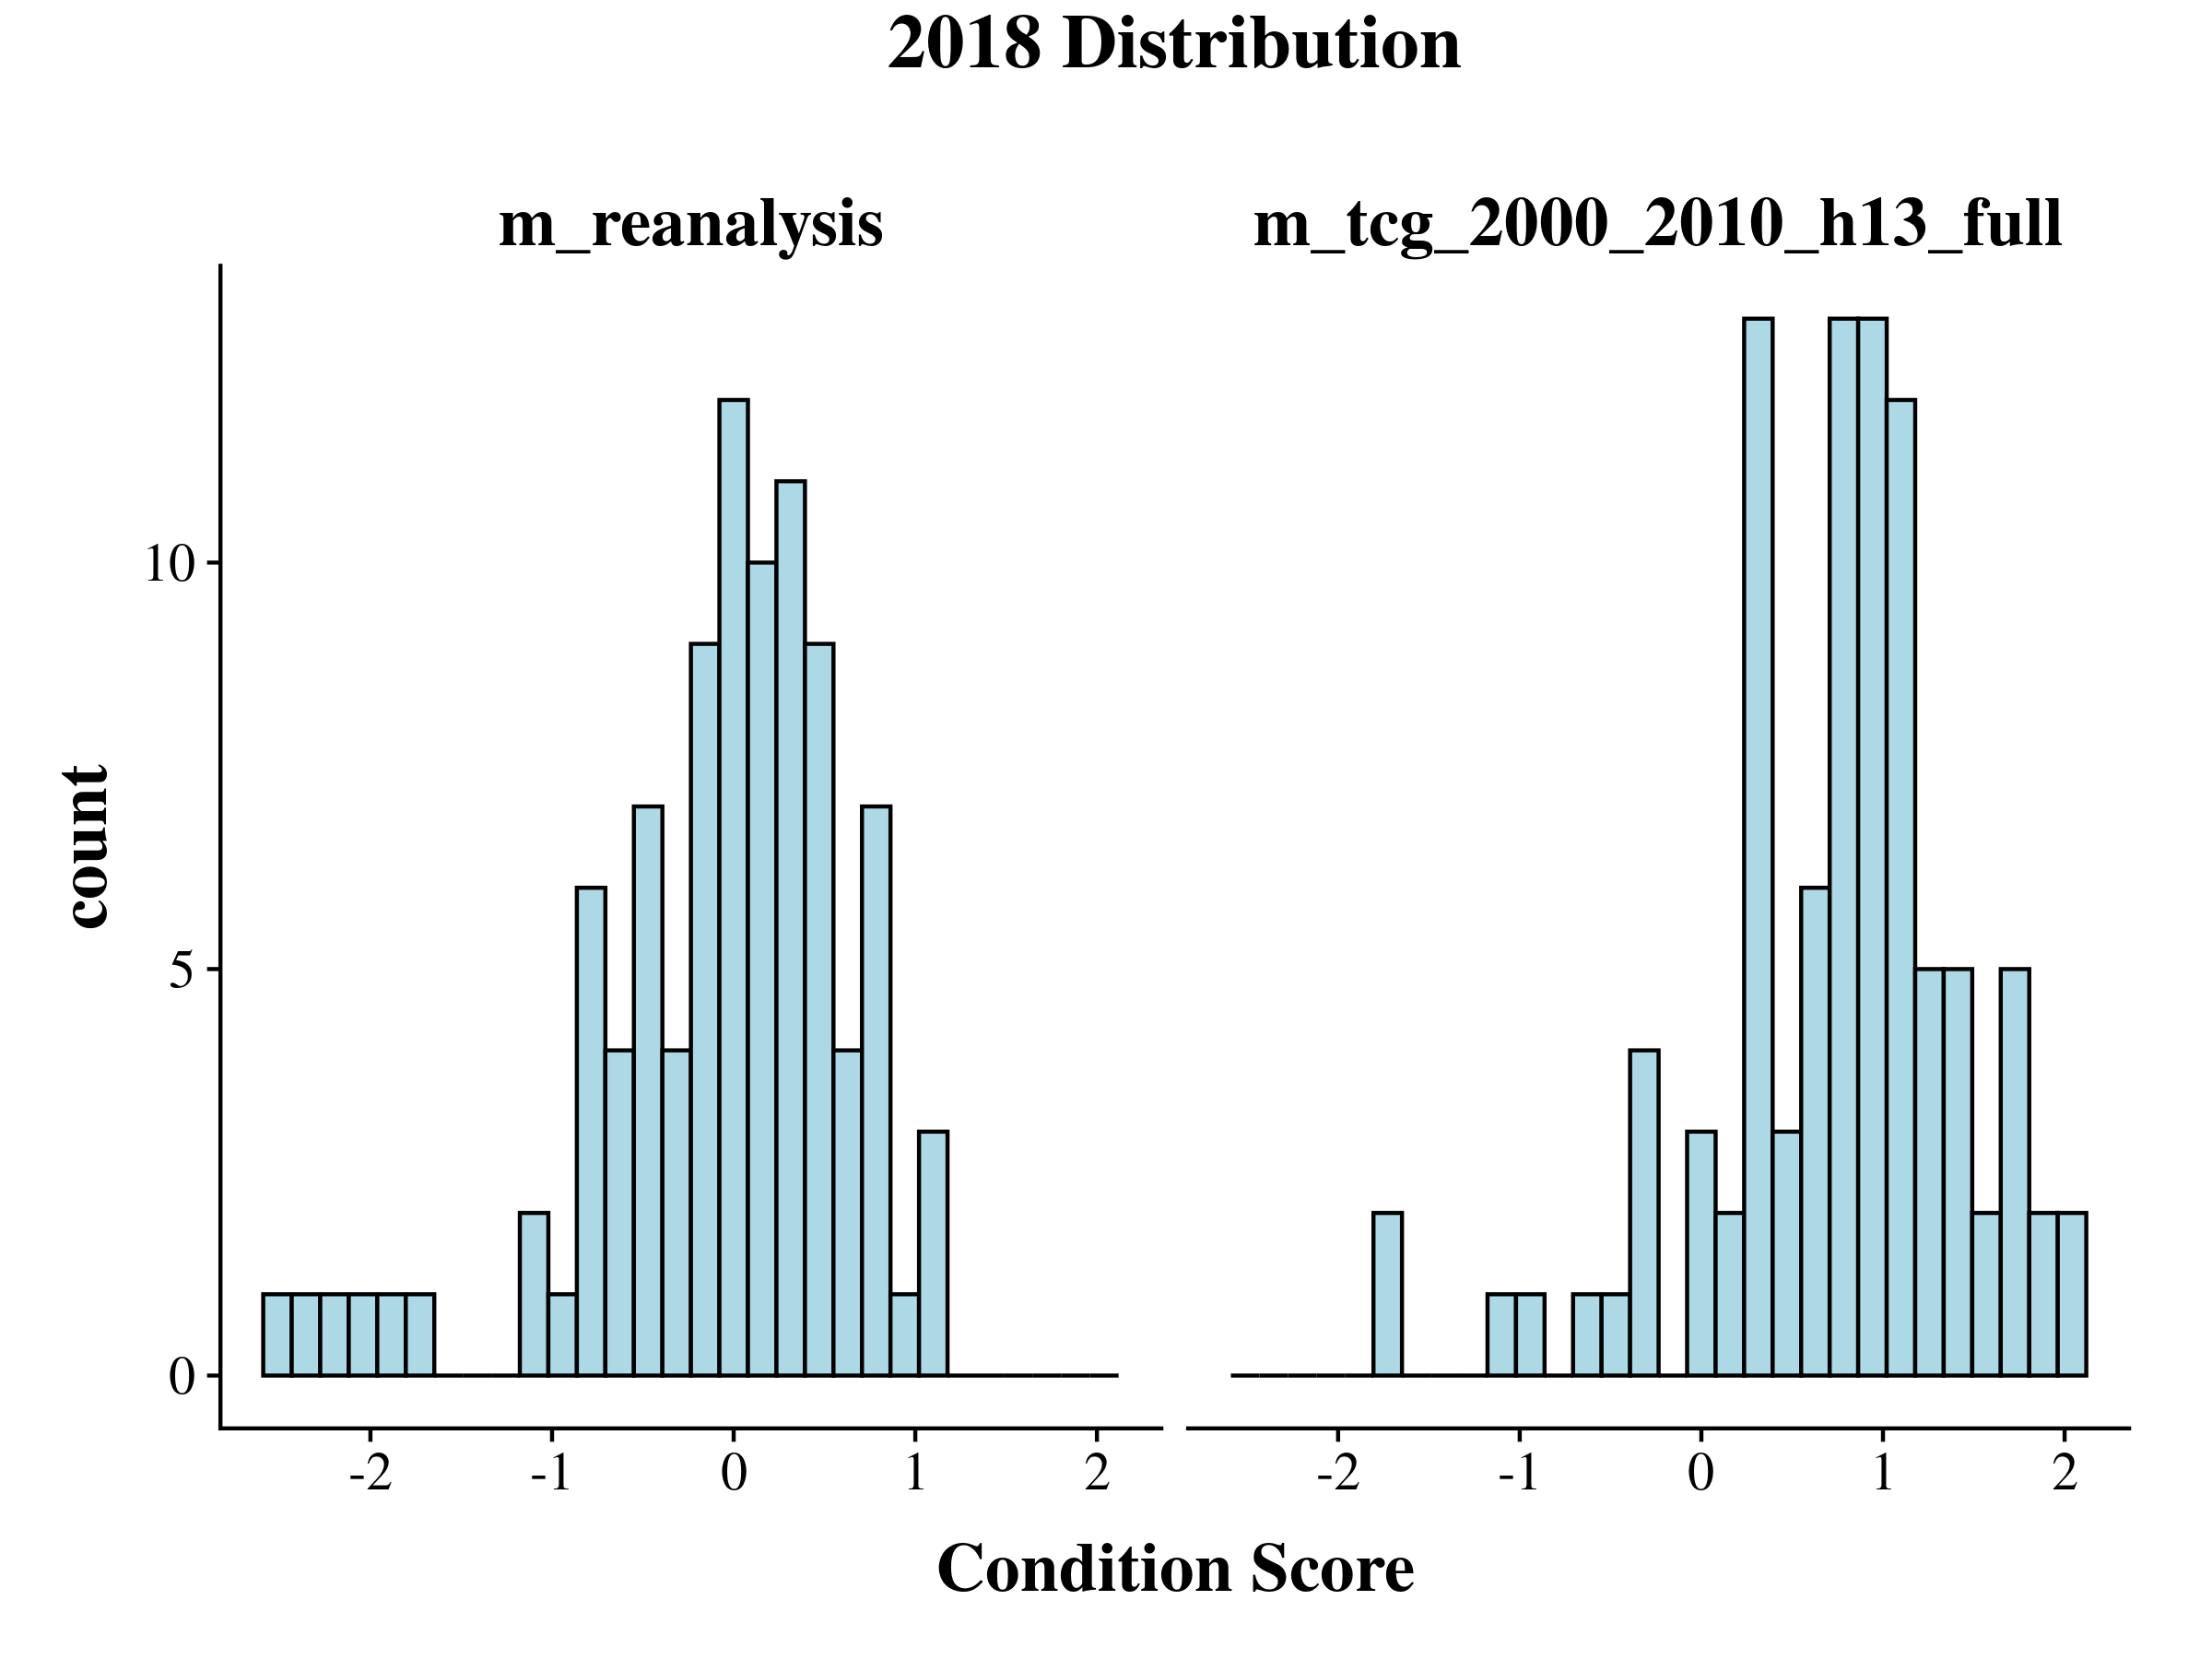 2018 Distribution
m_reanalysis
m_tcg_2000_2010_h13_full
count
10
5
0
-2 -1 0 1 2
-2 -1 0 1 2
Condition Score